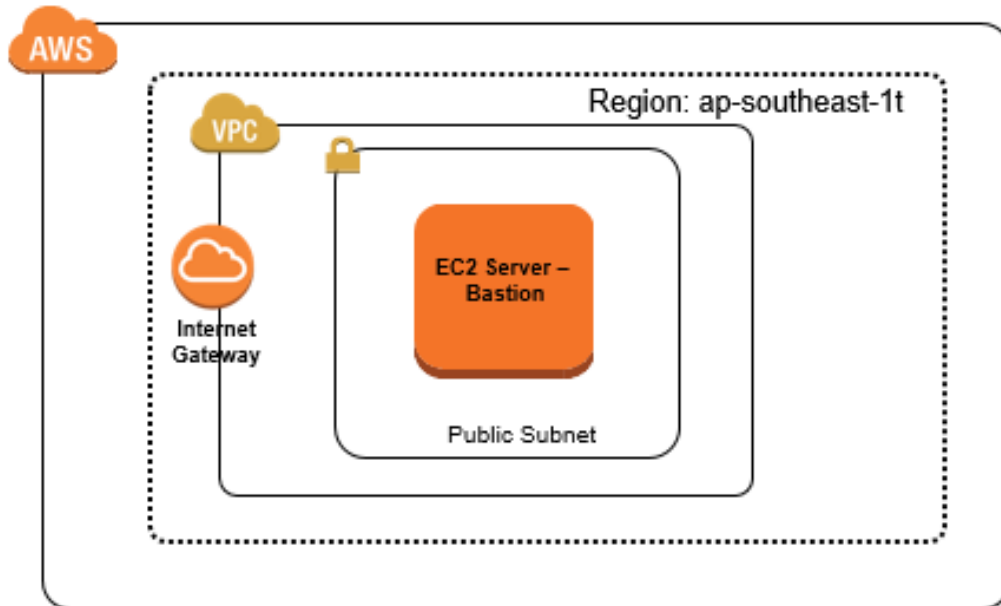 AWS
Region: ap-southeast-1t
VPC
EC2 Server –
Bastion
Internet
Gateway
Public Subnet